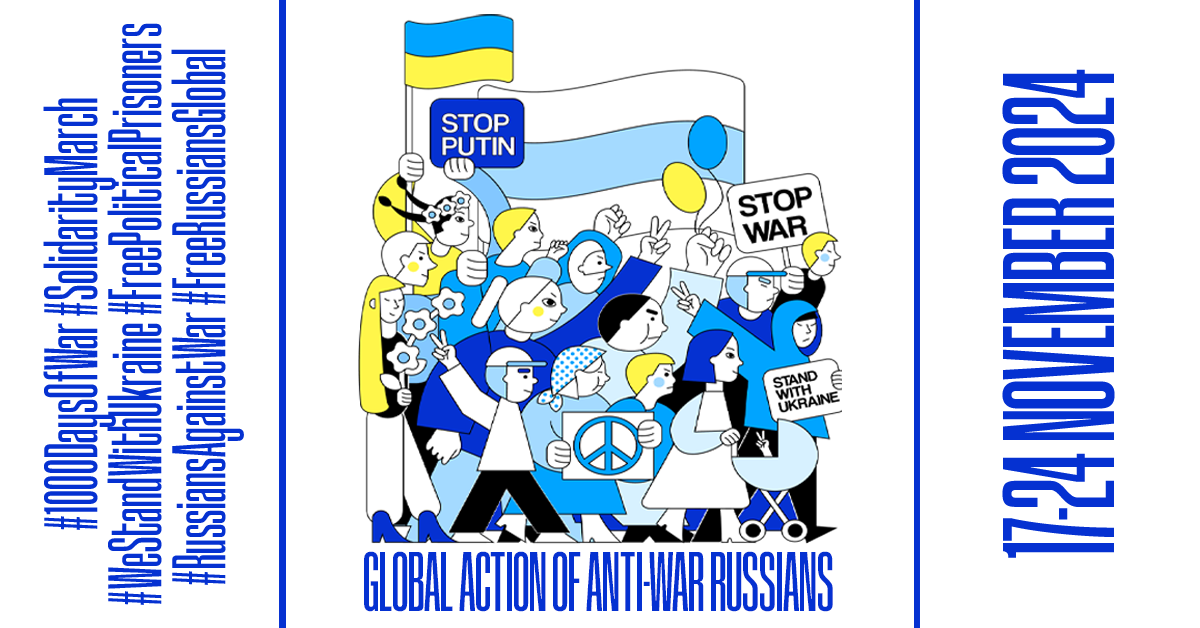 #1000DaysOfWar #SolidarityMarch
#WeStandWithUkraine #FreePoliticalPrisoners
#RussiansAgainstWar #FreeRussiansGlobal
STOP
PUTIN
STOP
WAR
STAND
WITH
UKRAINE
GLOBAL ACTION OF ANTI-WAR RUSSIANS
17-24 NOVEMBER 2024